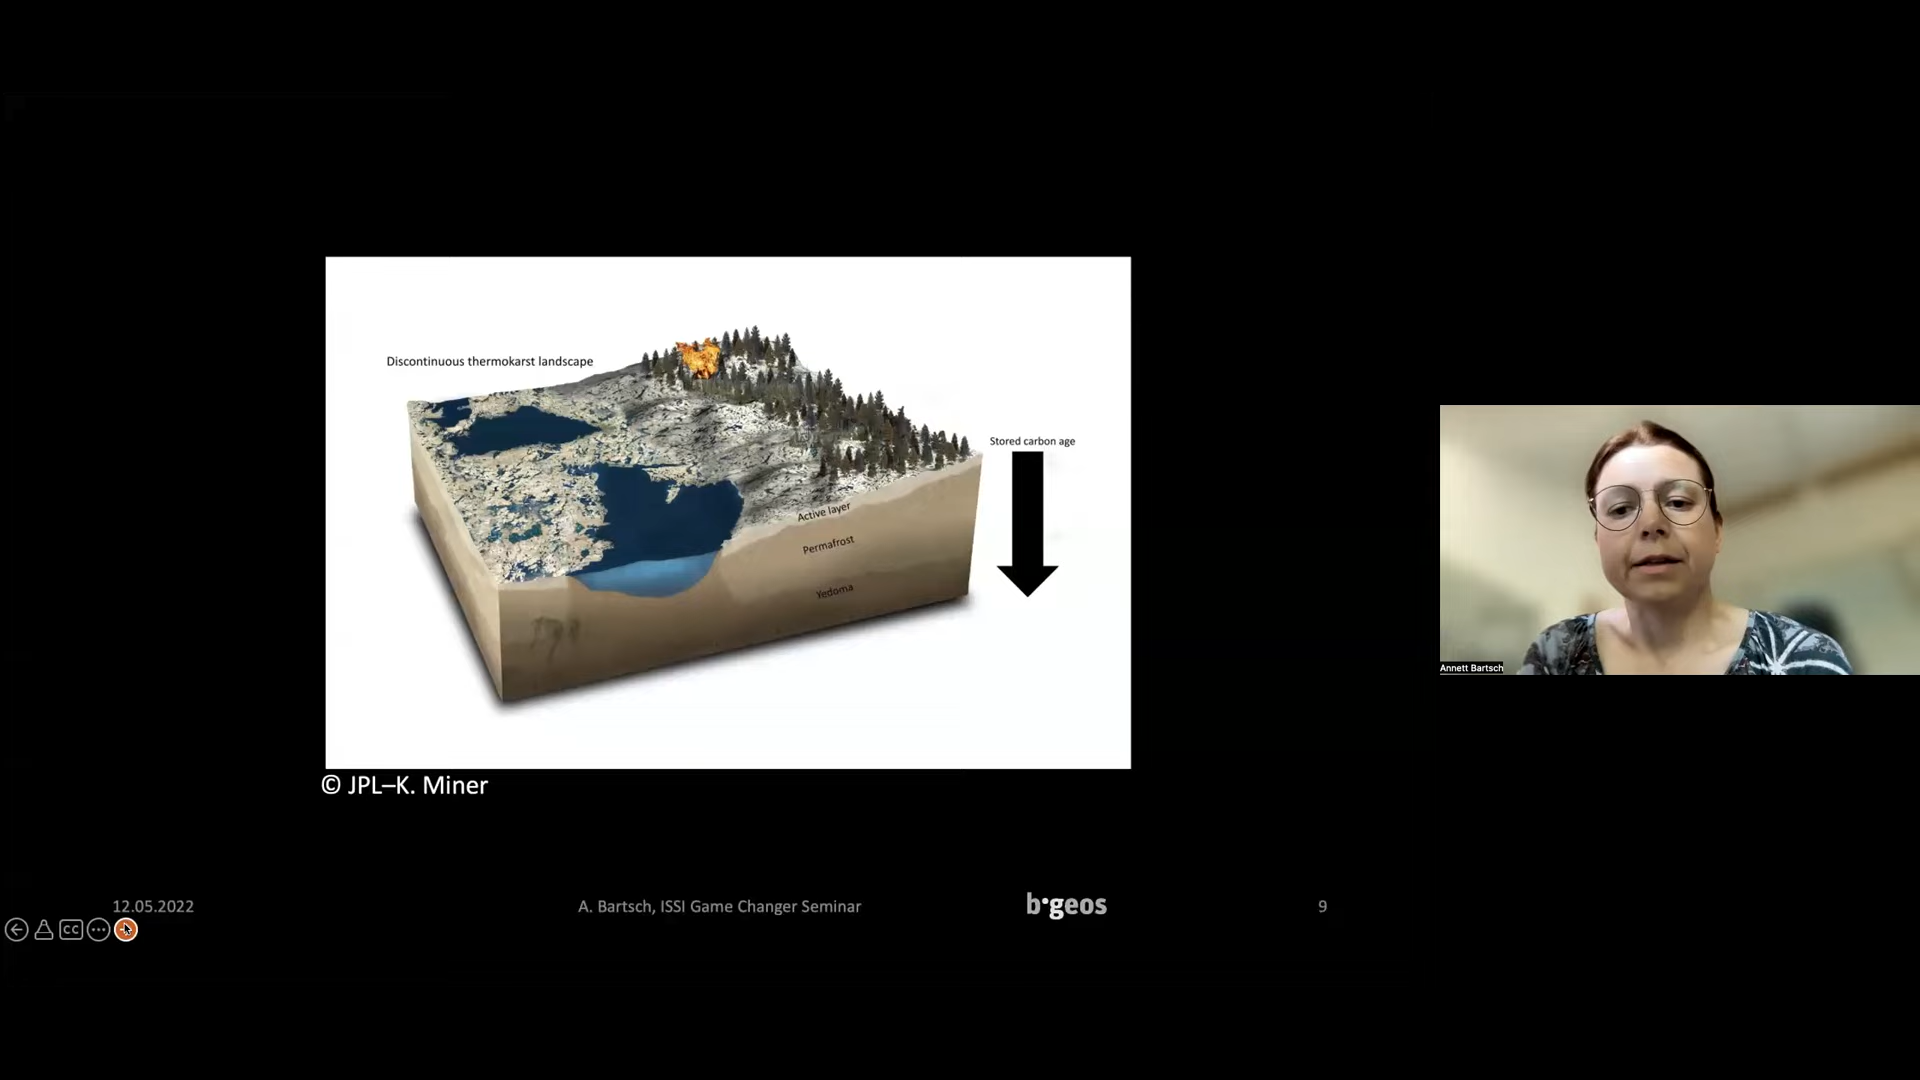 Discontinuous thermokarst landscape
Stored carbon age
Active layer
Permafrost
Yedoma
© JPL–K. Miner
Annett Bartsch
12.05.2022
A. Bartsch, ISSI Game Changer Seminar
b·geos
9
CC